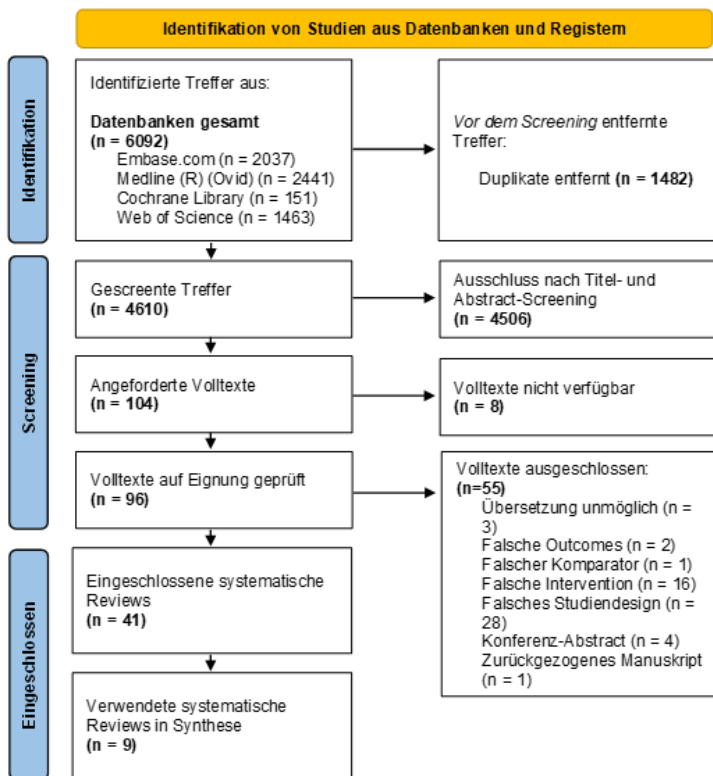 Identifikation von Studien aus Datenbanken und Registern
Identifikation
Identifizierte Treffer aus:
Datenbanken gesamt
(n = 6092)
Embase.com (n = 2037)
Medline (R) (Ovid) (n = 2441)
Cochrane Library (n = 151)
Web of Science (n = 1463)
Vor dem Screening entfernte
Treffer:
Duplikate entfernt (n = 1482)
Screening
Gescreente Treffer
(n = 4610)
Ausschluss nach Titel- und
Abstract-Screening
(n = 4506)
Angeforderte Volltexte
(n = 104)
Volltexte nicht verfügbar
(n = 8)
Volltexte auf Eignung geprüft
(n = 96)
Volltexte ausgeschlossen:
(n=55)
Übersetzung unmöglich (n =
3)
Falsche Outcomes (n = 2)
Falscher Komparator (n = 1)
Falsche Intervention (n = 16)
Falsches Studiendesign (n =
28)
Konferenz-Abstract (n = 4)
Zurückgezogenes Manuskript
(n = 1)
Eingeschlossen
Eingeschlossene systematische
Reviews
(n = 41)
Verwendete systematische
Reviews in Synthese
(n = 9)